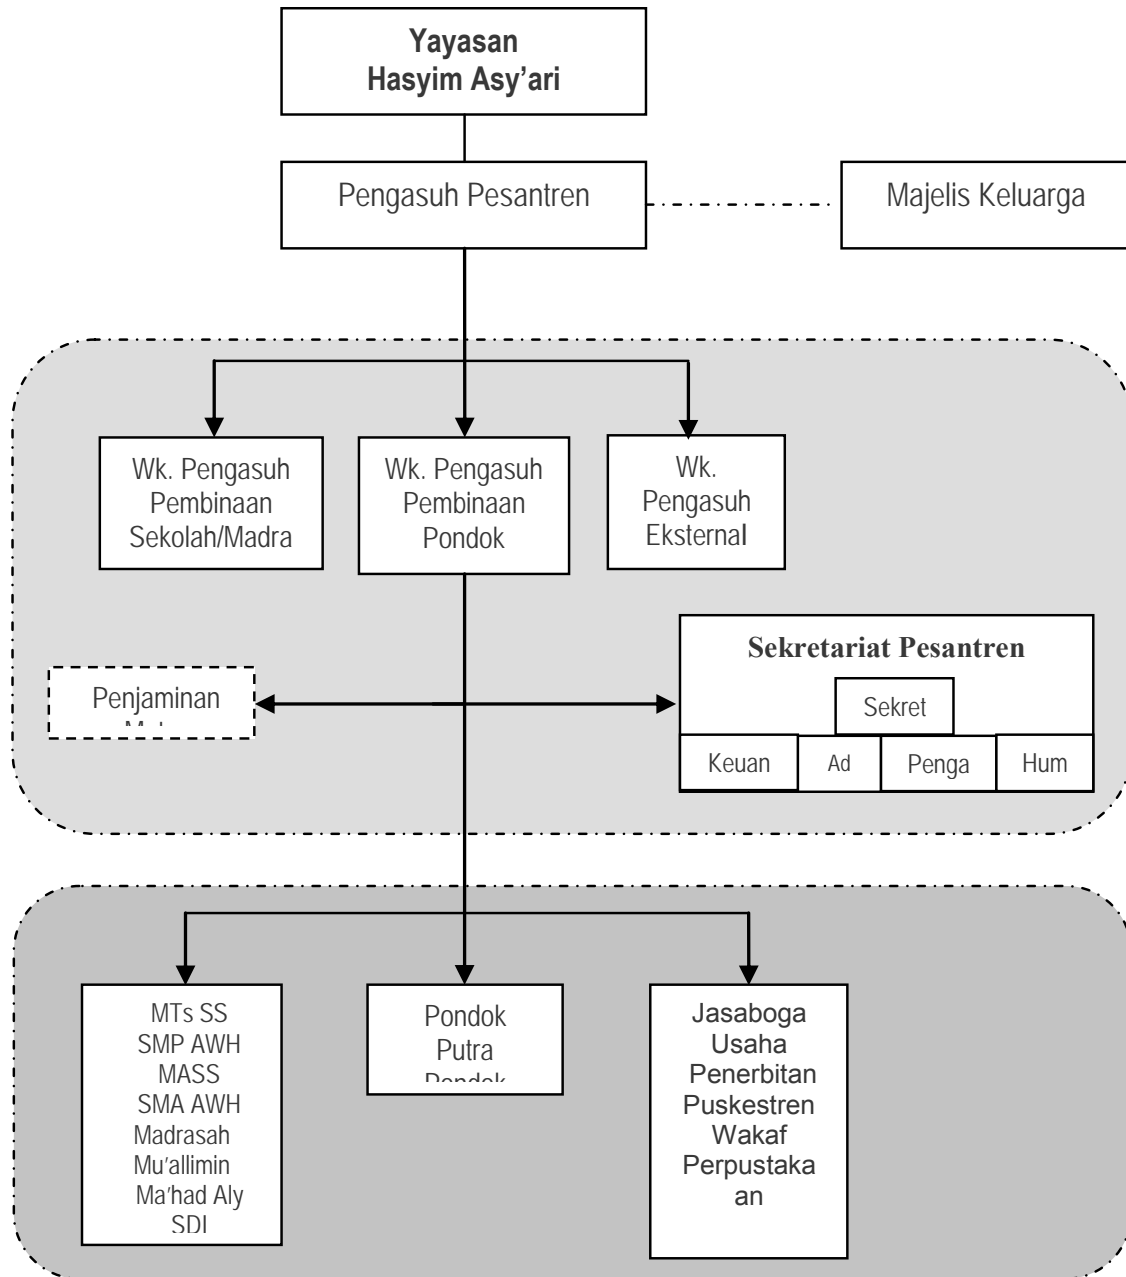 Yayasan
Hasyim Asy’ari
Pengasuh Pesantren
Majelis Keluarga
Wk. Pengasuh
Pembinaan
Sekolah/Madra
Wk. Pengasuh
Pembinaan
Pondok
Wk.
Pengasuh
Eksternal
Penjaminan
Sekretariat Pesantren
Sekret
Keuan
Ad
Penga
Hum
MTs SS
SMP AWH
MASS
SMA AWH
Madrasah
Mu’allimin
Ma’had Aly
SDI
Pondok
Putra
Pondok
Jasaboga
Usaha
Penerbitan
Puskestren
Wakaf
Perpustaka
an